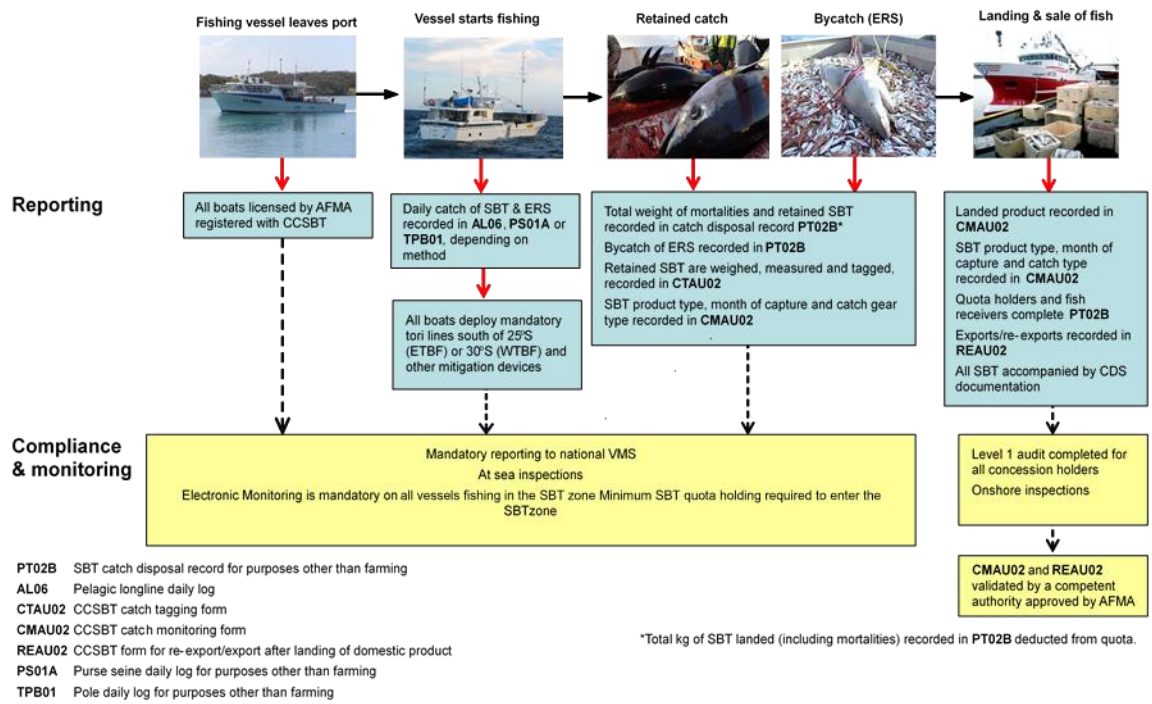 Fishing vessel leaves port
Vessel starts fishing
Retained catch
Bycatch (ERS)
Landing & sale of fish
Reporting
All boats licensed by AFMA
registered with CCSBT
Daily catch of SBT & ERS
recorded in AL06, PS01A or
TPB01, depending on
method
All boats deploy mandatory
tori lines south of 25°S
(ETBF) or 30°S (WTBF) and
other mitigation devices
Total weight of mortalities and retained SBT
recorded in catch disposal record PT02B*
Bycatch of ERS recorded in PT02B
Retained SBT are weighed, measured and tagged,
recorded in CTAU02
SBT product type, month of capture and catch gear
type recorded in CMAU02
Landed product recorded in
CMAU02
SBT product type, month of
capture and catch type
recorded in CMAU02
Quota holders and fish
receivers complete PT02B
Exports/re-exports recorded in
REAU02
All SBT accompanied by CDS
documentation
Compliance
& monitoring
Mandatory reporting to national VMS
At sea inspections
Electronic Monitoring is mandatory on all vessels fishing in the SBT zone Minimum SBT quota holding required to enter the
SBTzone
Level 1 audit completed for
all concession holders
Onshore inspections
CMAU02 and REAU02
validated by a competent
authority approved by AFMA
PT02B SBT catch disposal record for purposes other than farming
AL06 Pelagic longline daily log
CTAU02 CCSBT catch tagging form
CMAU02 CCSBT catch monitoring form
REAU02 CCSBT form for re-export/export after landing of domestic product
PS01A Purse seine daily log for purposes other than farming
TPB01 Pole daily log for purposes other than farming
*Total kg of SBT landed (including mortalities) recorded in PT02B deducted from quota.